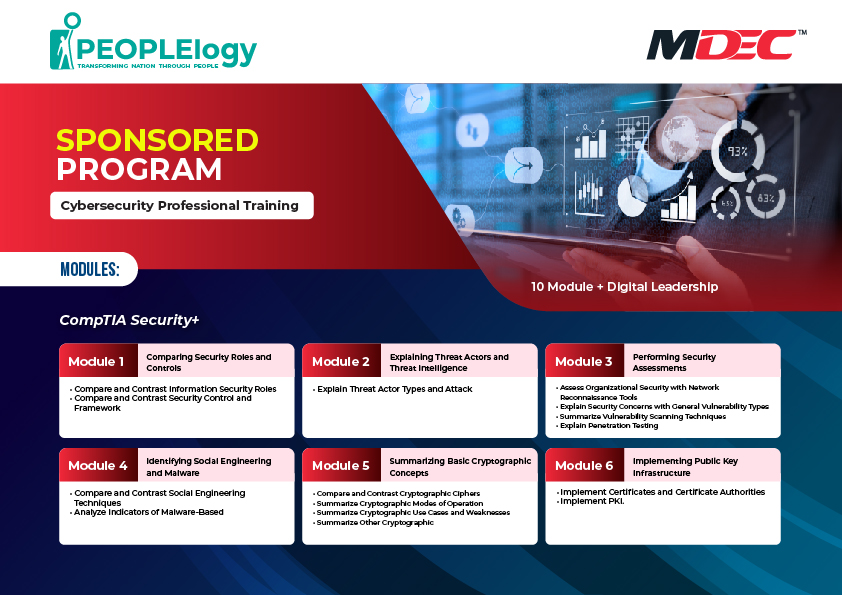 PEOPLElogy
TRANSFORMING NATION THROUGH PEOPLE
MDEC™
SPONSORED
PROGRAM
Cybersecurity Professional Training
93%
83%
MODULES:
10 Module + Digital Leadership
CompTIA Security+
Module 1
Comparing Security Roles and
Controls
• Compare and Contrast Information Security Roles
• Compare and Contrast Security Control and
Framework
Module 2
Explaining Threat Actors and
Threat Intelligence
• Explain Threat Actor Types and Attack
Module 3
Performing Security
Assessments
• Assess Organizational Security with Network
Reconnaissance Tools
• Explain Security Concerns with General Vulnerability Types
• Summarize Vulnerability Scanning Techniques
• Explain Penetration Testing
Module 4
Identifying Social Engineering
and Malware
• Compare and Contrast Social Engineering
Techniques
• Analyze Indicators of Malware-Based
Module 5
Summarizing Basic Cryptographic
Concepts
• Compare and Contrast Cryptographic Ciphers
• Summarize Cryptographic Modes of Operation
• Summarize Cryptographic Use Cases and Weaknesses
• Summarize Other Cryptographic
Module 6
Implementing Public Key
Infrastructure
• Implement Certificates and Certificate Authorities
• Implement PKI.